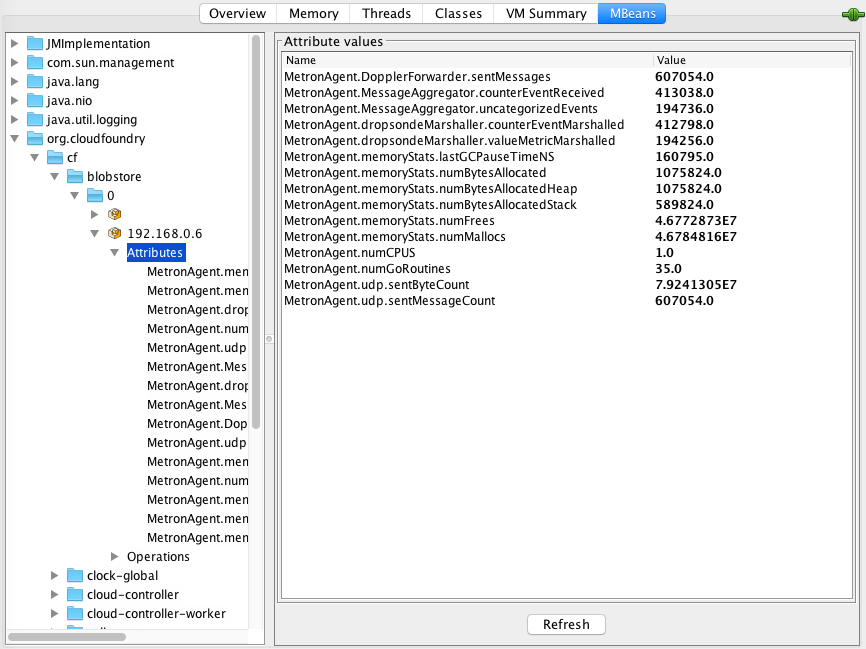 Overview Memory Threads Classes VM Summary MBeans
JMImplementation
com.sun.management
java.lang
java.nio
java.util.logging
org.cloudfoundry
cf
blobstore
0
192.168.0.6
Attributes
MetronAgent.men
MetronAgent.men
MetronAgent.drop
MetronAgent.num
MetronAgent.udp
MetronAgent.Mes
MetronAgent.drop
MetronAgent.Mes
MetronAgent.Dop
MetronAgent.udp
MetronAgent.men
MetronAgent.num
MetronAgent.men
MetronAgent.men
MetronAgent.men
Operations
clock-global
cloud-controller
cloud-controller-worker
Attribute values
Name Value
MetronAgent.DopplerForwarder.sentMessages 607054.0
MetronAgent.MessageAggregator.counterEventReceived 413038.0
MetronAgent.MessageAggregator.uncategorizedEvents 194736.0
MetronAgent.dropsondeMarshaller.counterEventMarshalled 412798.0
MetronAgent.dropsondeMarshaller.valueMetricMarshalled 194256.0
MetronAgent.memoryStats.lastGCPauseTimeNS 160795.0
MetronAgent.memoryStats.numBytesAllocated 1075824.0
MetronAgent.memoryStats.numBytesAllocatedHeap 1075824.0
MetronAgent.memoryStats.numBytesAllocatedStack 589824.0
MetronAgent.memoryStats.numFrees 4.6772873E7
MetronAgent.memoryStats.numMallocs 4.6784816E7
MetronAgent.numCPUS 1.0
MetronAgent.numGoRoutines 35.0
MetronAgent.udp.sentByteCount 7.9241305E7
MetronAgent.udp.sentMessageCount 607054.0
Refresh